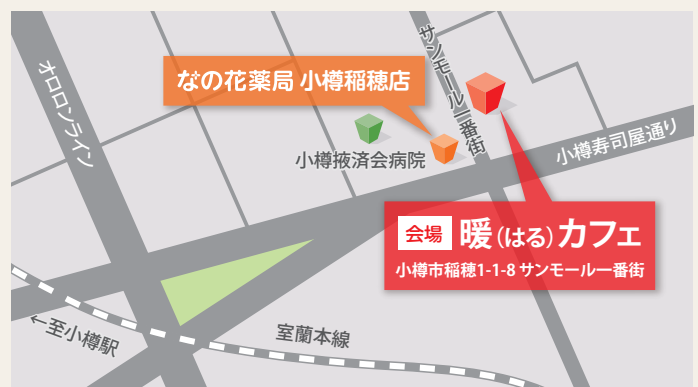 サンモール一番街
オロロンライン
なの花薬局 小樽稲穂店
小樽掖済会病院
小樽寿司屋通り
会場 暖(はる)カフェ
小樽市稲穂1-1-8 サンモール一番街
←至小樽駅
室蘭本線